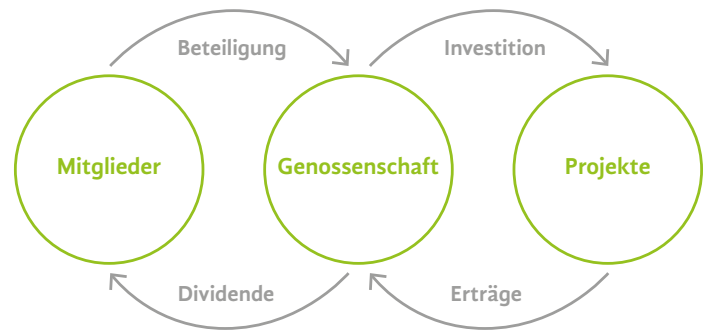 Beteiligung
Investition
Mitglieder
Genossenschaft
Projekte
Dividende
Erträge